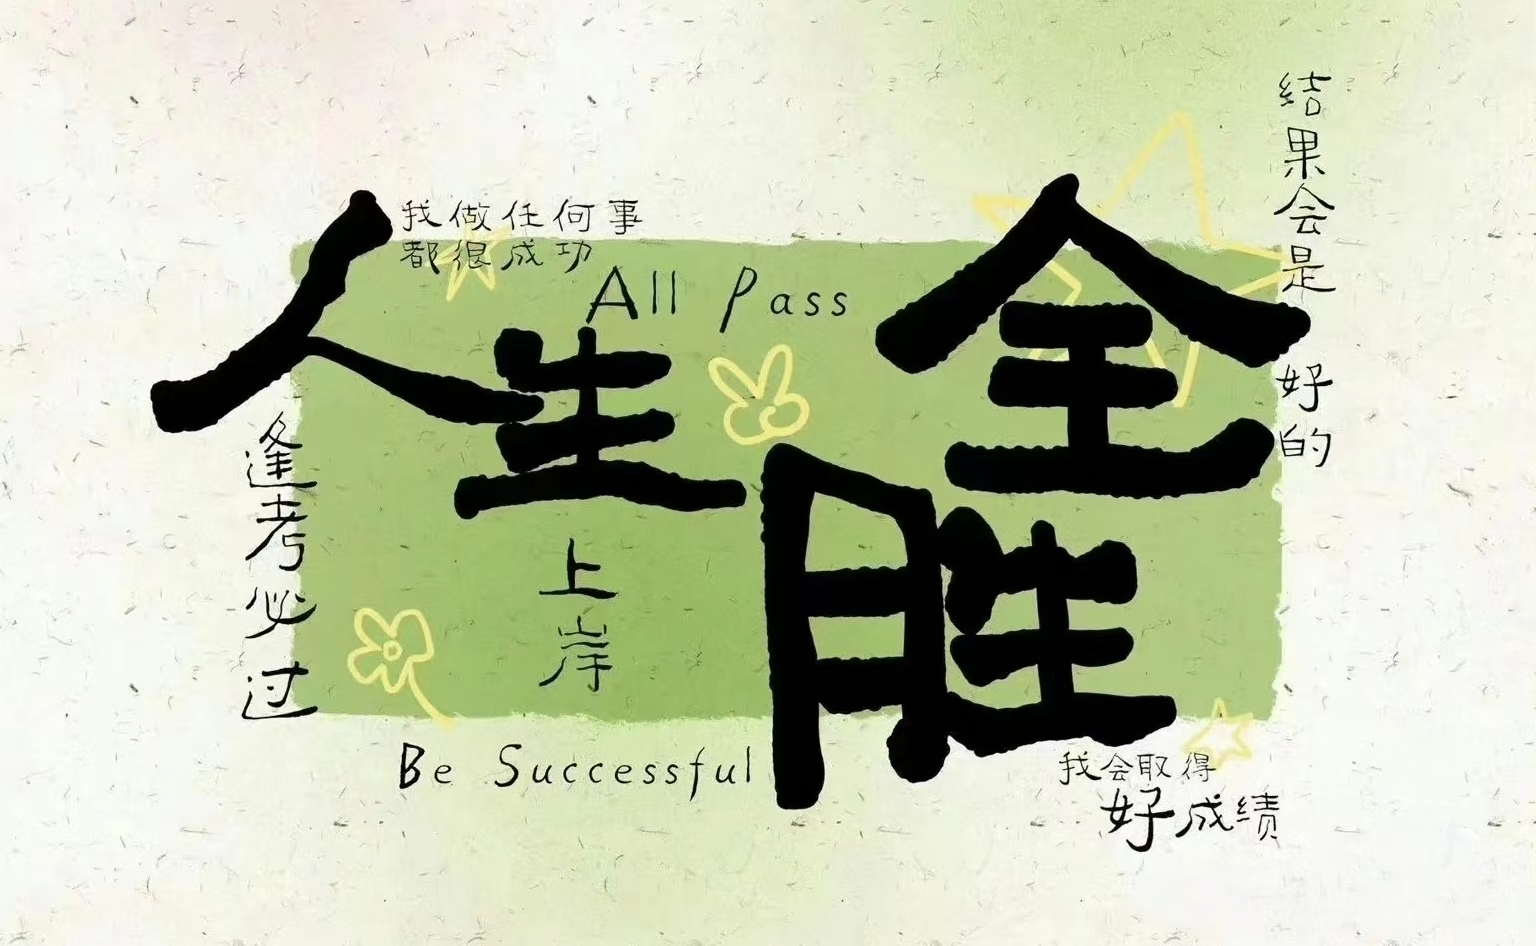 我做任何事
都很成功
All Pass
人生
全胜
结果会是好的
逢考必过
上岸
Be Successful
我会取得
好成绩